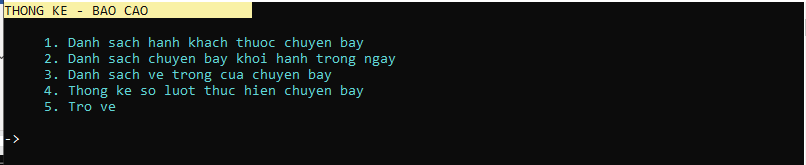 THONG KE - BAO CAO
1. Danh sach hanh khach thuoc chuyen bay
2. Danh sach chuyen bay khoi hanh trong ngay
3. Danh sach ve trong cua chuyen bay
4. Thong ke so luot thuc hien chuyen bay
5. Tro ve
->